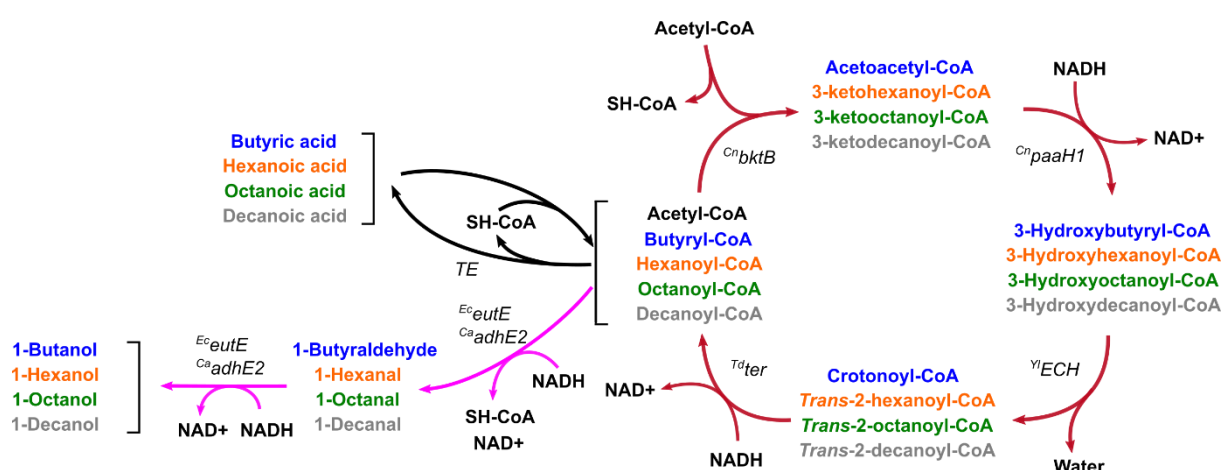 Acetyl-CoA
SH-CoA
CnbktB
Acetoacetyl-CoA
3-ketohexanoyl-CoA
3-ketooctanoyl-CoA
3-ketodecanoyl-CoA
NADH
NAD+
CnpaaH1
Butyric acid
Hexanoic acid
Octanoic acid
Decanoic acid
SH-CoA
TE
Acetyl-CoA
Butyryl-CoA
Hexanoyl-CoA
Octanoyl-CoA
Decanoyl-CoA
3-Hydroxybutyryl-CoA
3-Hydroxyhexanoyl-CoA
3-Hydroxyoctanoyl-CoA
3-Hydroxydecanoyl-CoA
EceutE
CaadhE2
1-Butanol
1-Hexanol
1-Octanol
1-Decanol
EceutE
CaadhE2
NAD+
NADH
1-Butyraldehyde
1-Hexanal
1-Octanal
1-Decanal
NADH
SH-CoA
NAD+
Tdter
NAD+
NADH
Crotonoyl-CoA
Trans-2-hexanoyl-CoA
Trans-2-octanoyl-CoA
Trans-2-decanoyl-CoA
YlECH
Water